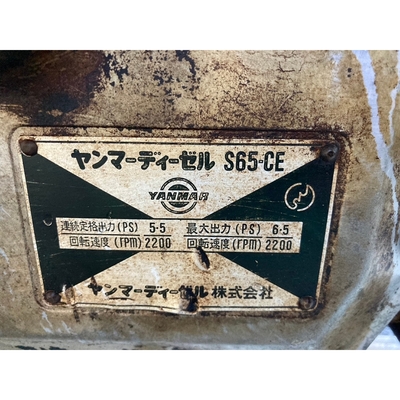 ヤンマーディーゼル S65-CE
YANMAR
連続定格出力(PS) 5·5 最大出力(PS) 6·5
回転速度(rpm) 2200 回転速度(rpm) 2200
ヤンマーディーゼル株式会社